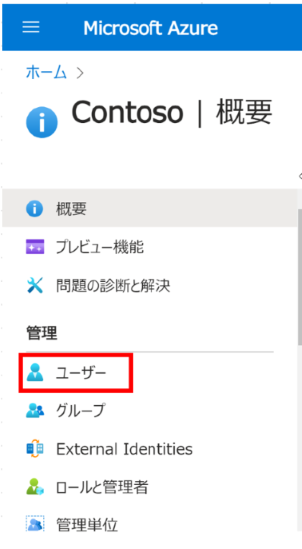 Microsoft Azure
ホーム >
Contoso | 概要
概要
プレビュー機能
問題の診断と解決
管理
ユーザー
グループ
External Identities
ロールと管理者
管理単位